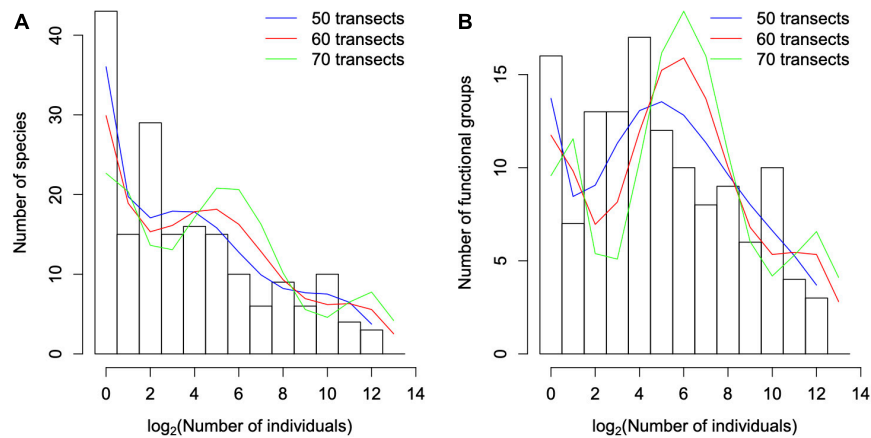 A
50 transects
60 transects
70 transects
Number of species
0
10
20
30
40
0 2 4 6 8 10 12 14
log2(Number of individuals)
B
50 transects
60 transects
70 transects
Number of functional groups
0
5
10
15
0 2 4 6 8 10 12 14
log2(Number of individuals)